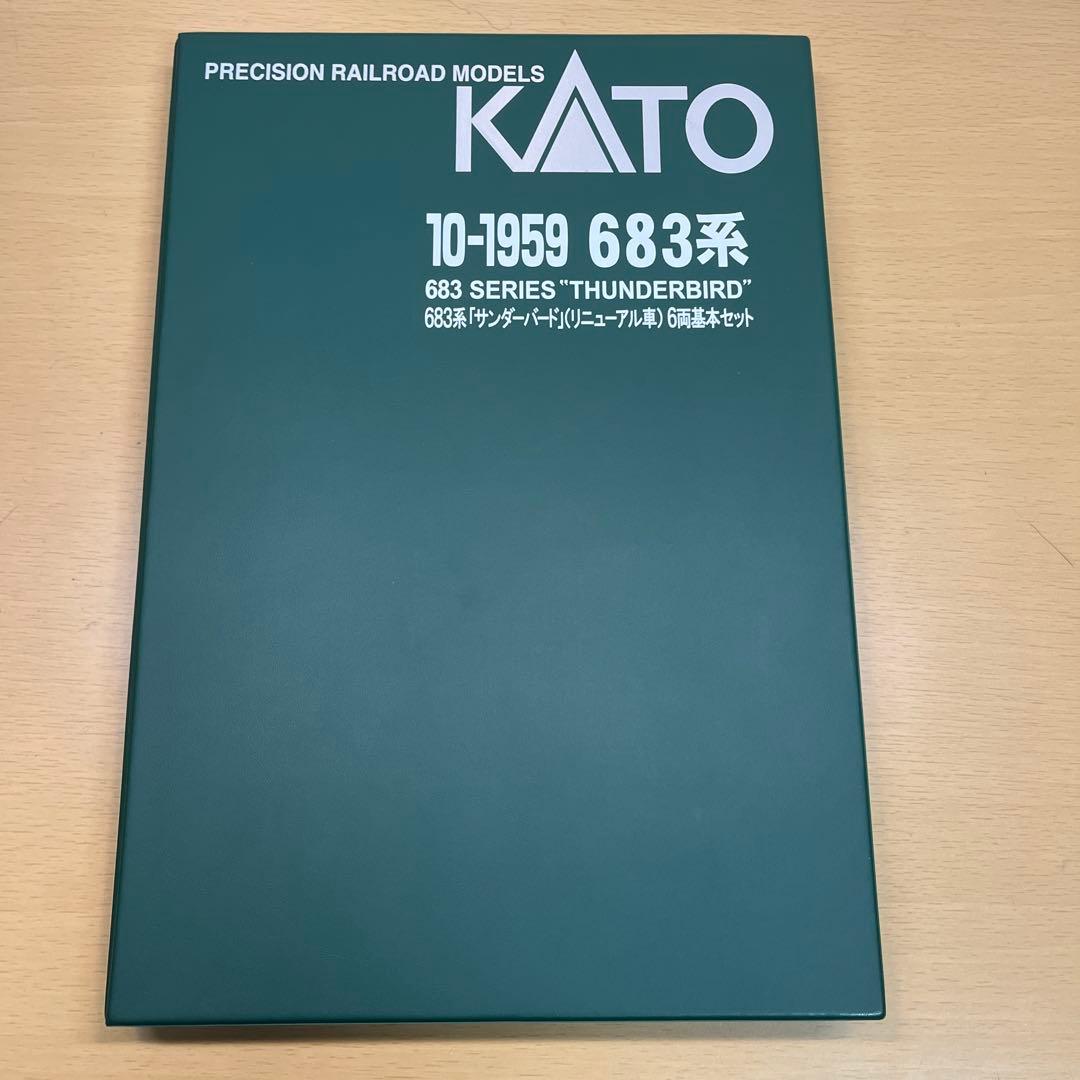 PRECISION RAILROAD MODELS
KATO
10-1959 683系
683 SERIES “THUNDERBIRD”
683系「サンダーバード」(リニューアル車) 6両基本セット